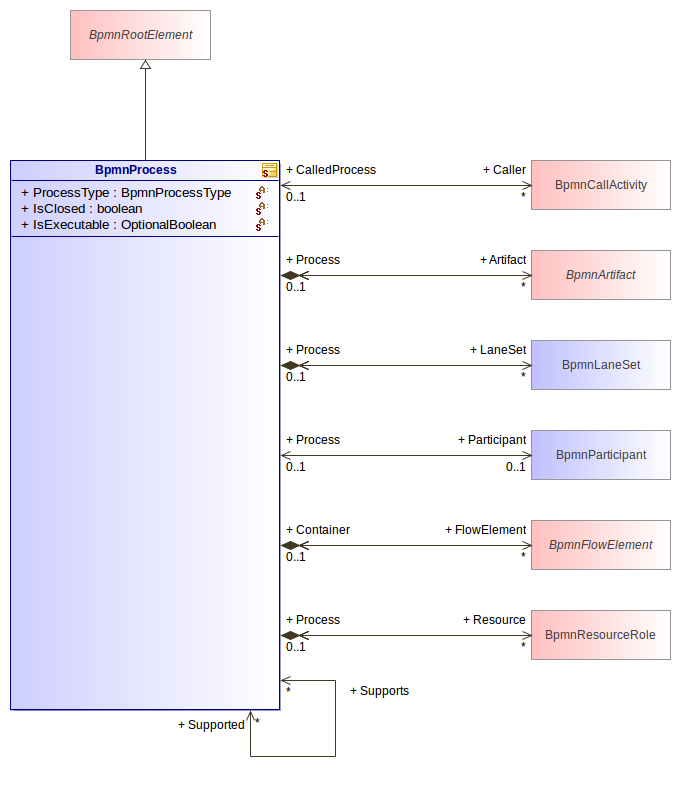 BpmnRootElement
BpmnProcess
+ ProcessType : BpmnProcessType
+ IsClosed : boolean
+ IsExecutable : OptionalBoolean
+ CalledProcess + Caller
0..1 *
BpmnCallActivity
+ Process + Artifact
0..1 *
BpmnArtifact
+ Process + LaneSet
0..1 *
BpmnLaneSet
+ Process + Participant
0..1 0..1
BpmnParticipant
+ Container + FlowElement
0..1 *
BpmnFlowElement
+ Process + Resource
0..1 *
BpmnResourceRole
* + Supports
+ Supported *